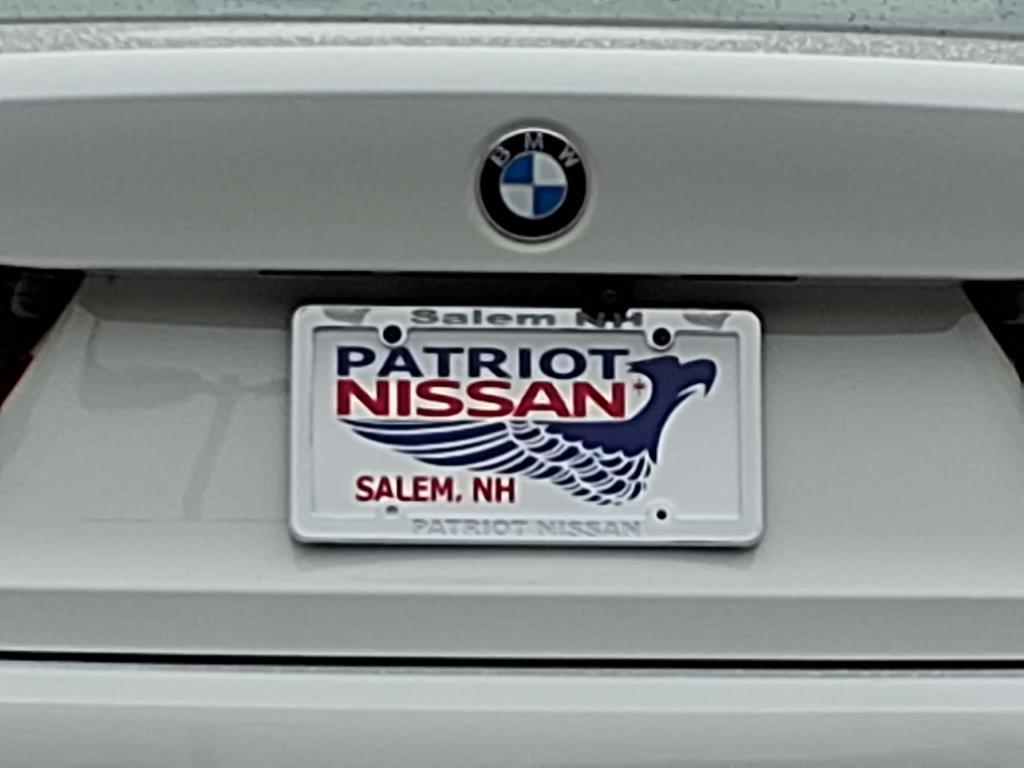 BMW
Salem NH
PATRIOT
NISSAN
SALEM, NH
PATRIOT NISSAN